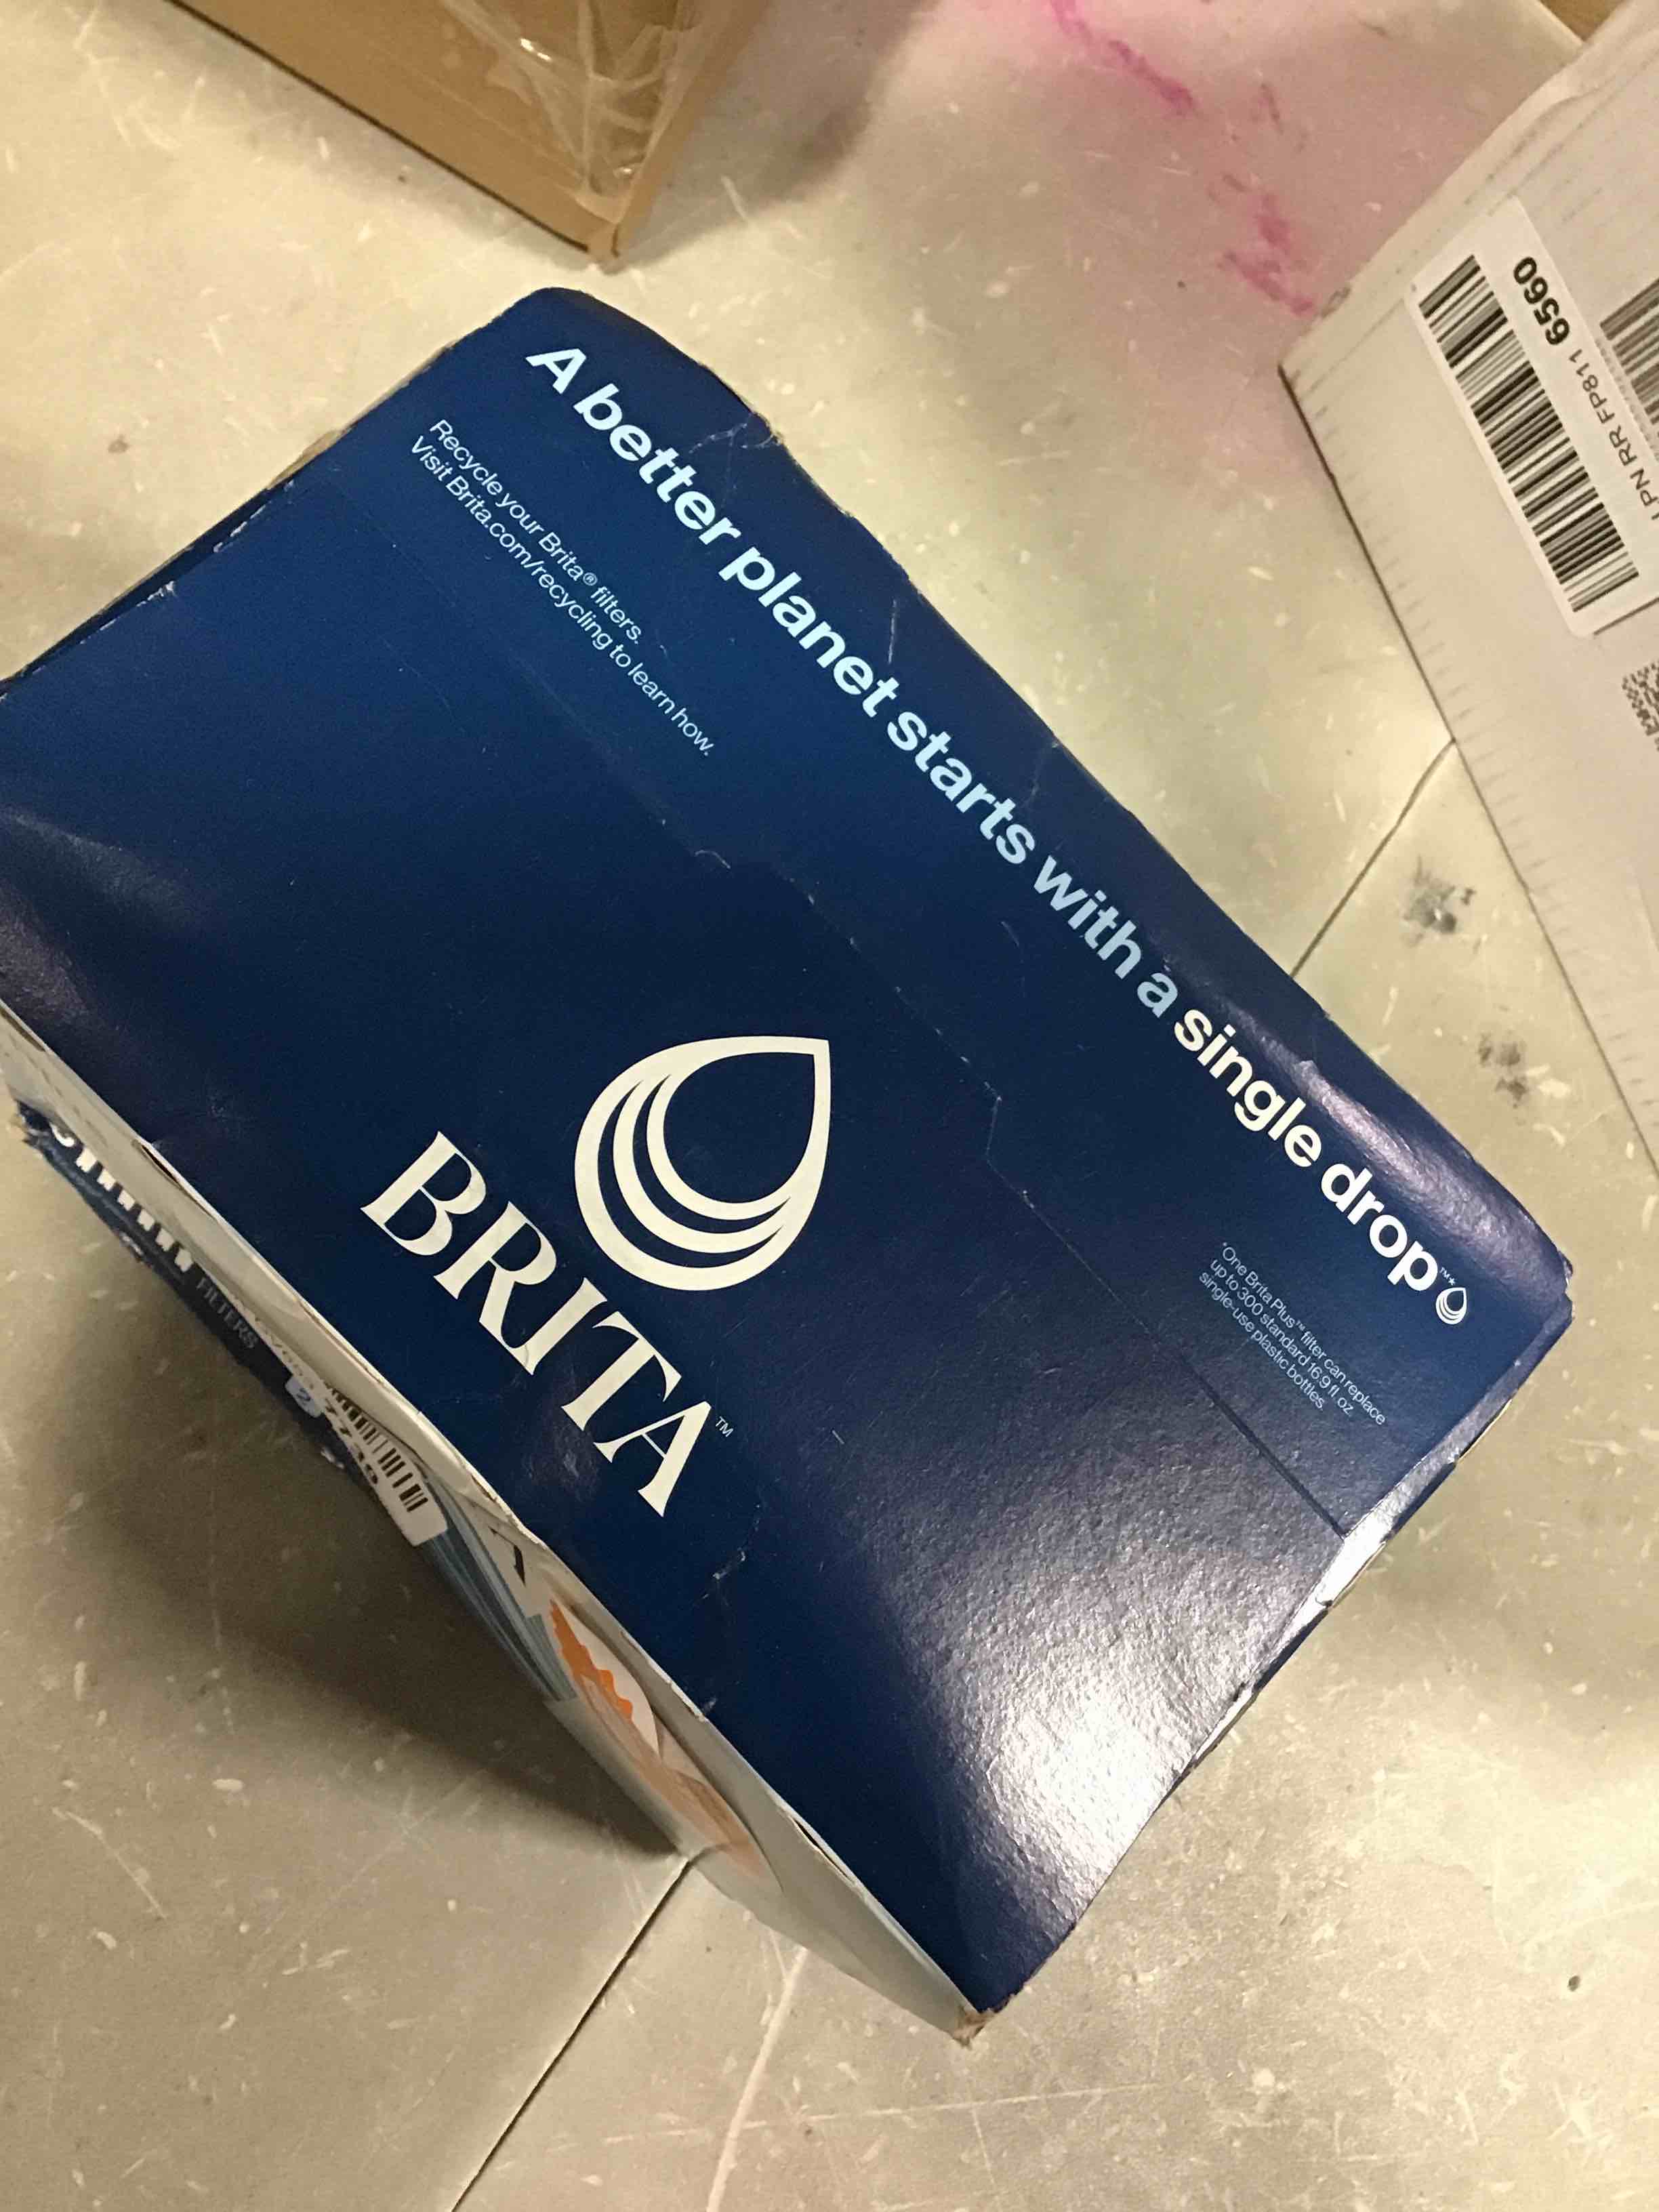 A better planet starts with a single drop™*
Recycle your Brita® filters.
Visit Brita.com/recycling to learn how.
*One Brita Plus™ filter can replace
up to 300 standard 16.9 fl. oz.
single-use plastic bottles.
BRITA™
FILTERS
LPN RR FP811 6560